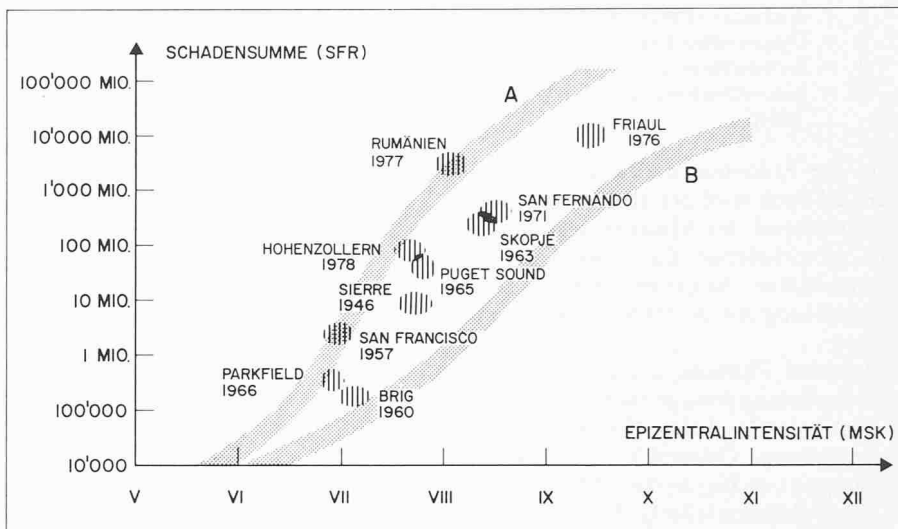 SCHADENSUMME (SFR)
100'000 MIO.
10'000 MIO.
1'000 MIO.
100 MIO.
10 MIO.
1 MIO.
100'000
10'000
A
B
RUMÄNIEN
1977
FRIAUL
1976
SAN FERNANDO
1971
SKOPJE
1963
HOHENZOLLERN
1978
PUGET SOUND
1965
SIERRE
1946
SAN FRANCISCO
1957
PARKFIELD
1966
BRIG
1960
EPIZENTRALINTENSITÄT (MSK)
V VI VII VIII IX X XI XII